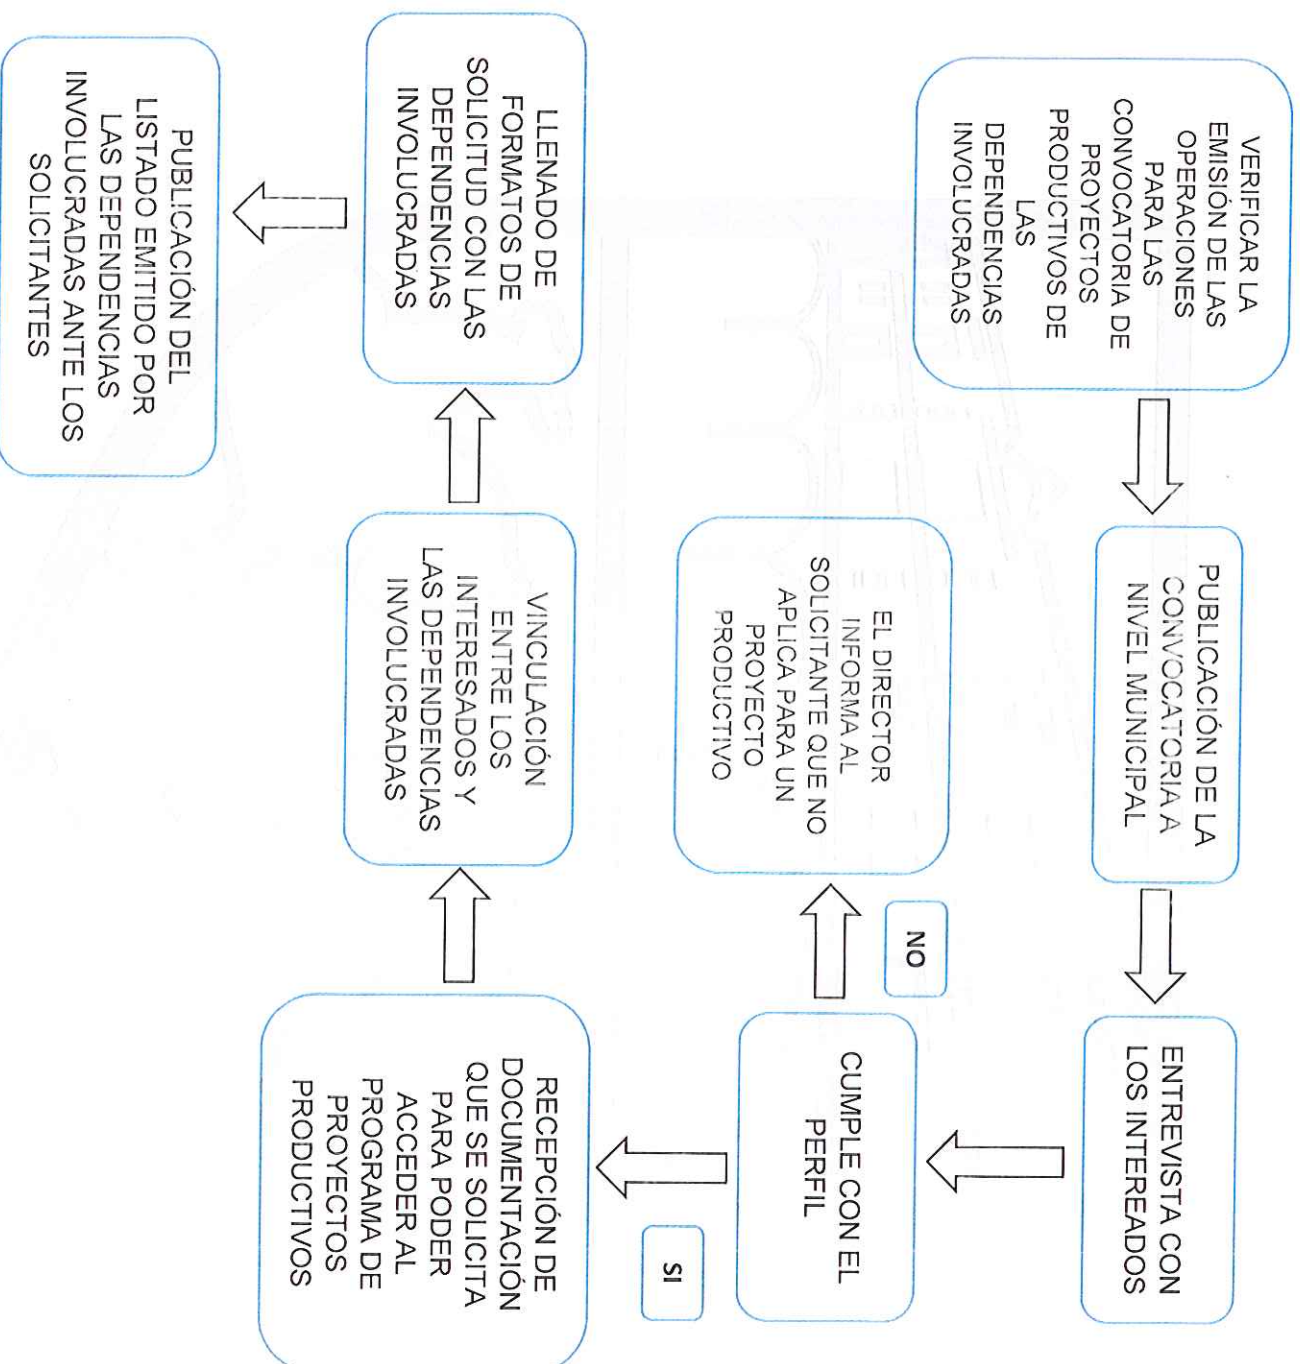 VERIFICAR LA
EMISIÓN DE LAS
OPERACIONES
PARA LAS
CONVOCATORIA DE
PROYECTOS
PRODUCTIVOS DE
LAS
DEPENDENCIAS
INVOLUCRADAS
PUBLICACIÓN DE LA
CONVOCATORIA A
NIVEL MUNICIPAL
ENTREVISTA CON
LOS INTEREADOS
CUMPLE CON EL
PERFIL
NO
EL DIRECTOR
INFORMA AL
SOLICITANTE QUE NO
APLICA PARA UN
PROYECTO
PRODUCTIVO
SI
RECEPCIÓN DE
DOCUMENTACIÓN
QUE SE SOLICITA
PARA PODER
ACCEDER AL
PROGRAMA DE
PROYECTOS
PRODUCTIVOS
VINCULACIÓN
ENTRE LOS
INTERESADOS Y
LAS DEPENDENCIAS
INVOLUCRADAS
LLENADO DE
FORMATOS DE
SOLICITUD CON LAS
DEPENDENCIAS
INVOLUCRADAS
PUBLICACIÓN DEL
LISTADO EMITIDO POR
LAS DEPENDENCIAS
INVOLUCRADAS ANTE LOS
SOLICITANTES